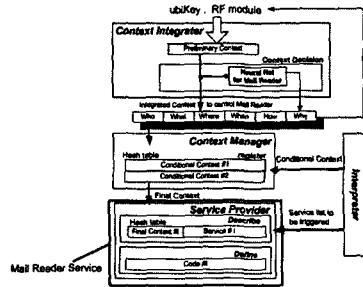 ubiKey . RF module
Context Integrater
Preliminary Context
Context Decision
Neural Net
for Mail Reader
Integrated Context to control Mail Reader
Who What Where When How Why
Context Manager
Hash table register
Conditional Context #1
Conditional Context #2
Conditional Context
Interpreter
Final Context
Service Provider
Hash table Describe
Final Context #i Service #i
Service list to
be triggered
Define
Code #i
Mail Reader Service